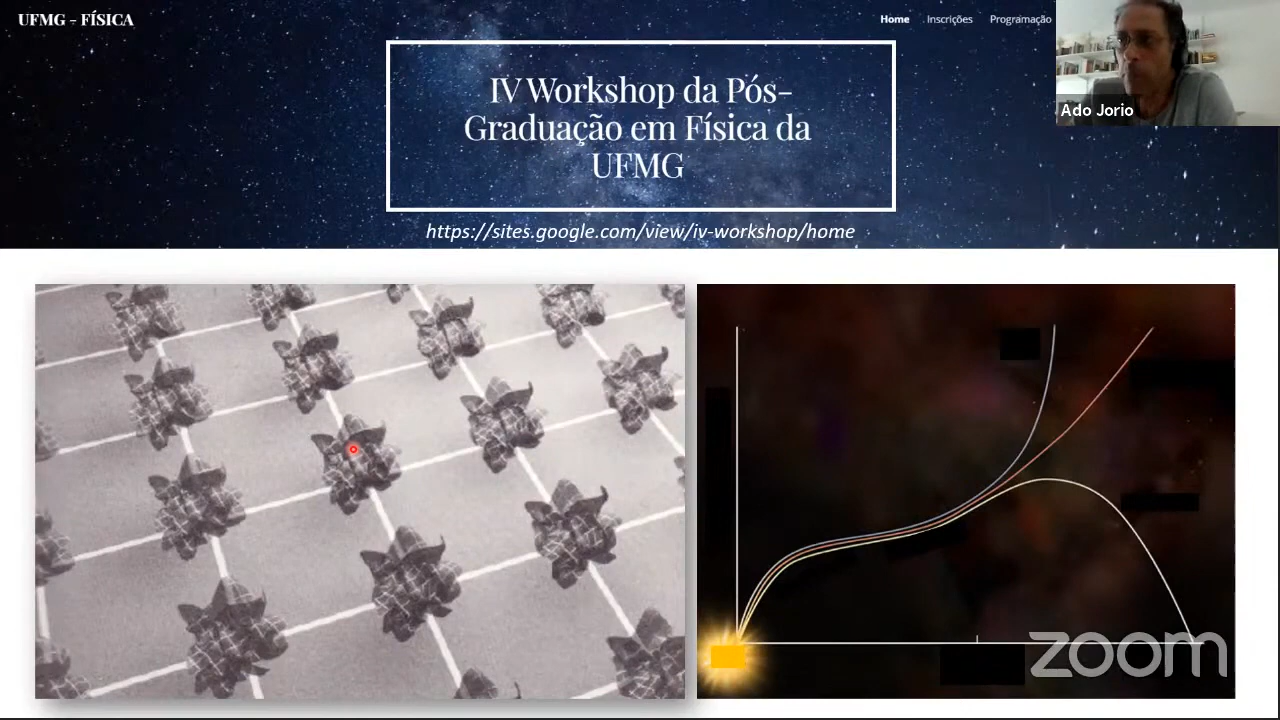 UFMG - FÍSICA
Home Inscrições Programação
IV Workshop da Pós-
Graduação em Física da
UFMG
https://sites.google.com/view/iv-workshop/home
Ado Jorio
zoom